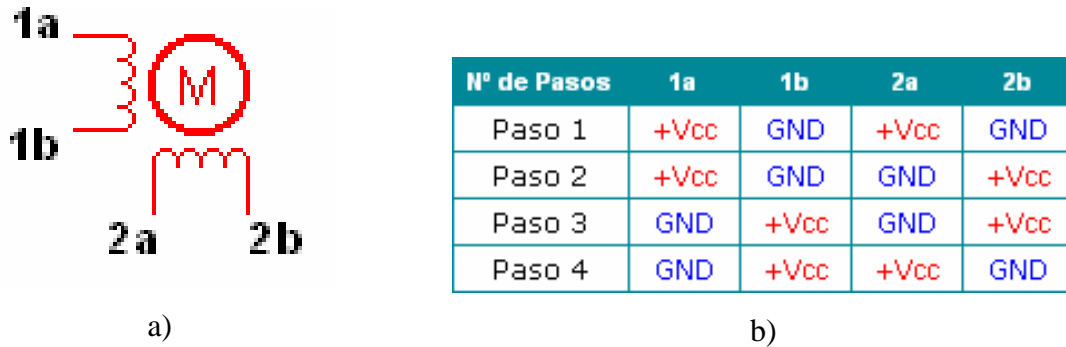 1a
M
1b
2a 2b
a)
Nº de Pasos 1a 1b 2a 2b
Paso 1 +Vcc GND +Vcc GND
Paso 2 +Vcc GND GND +Vcc
Paso 3 GND +Vcc GND +Vcc
Paso 4 GND +Vcc +Vcc GND
b)